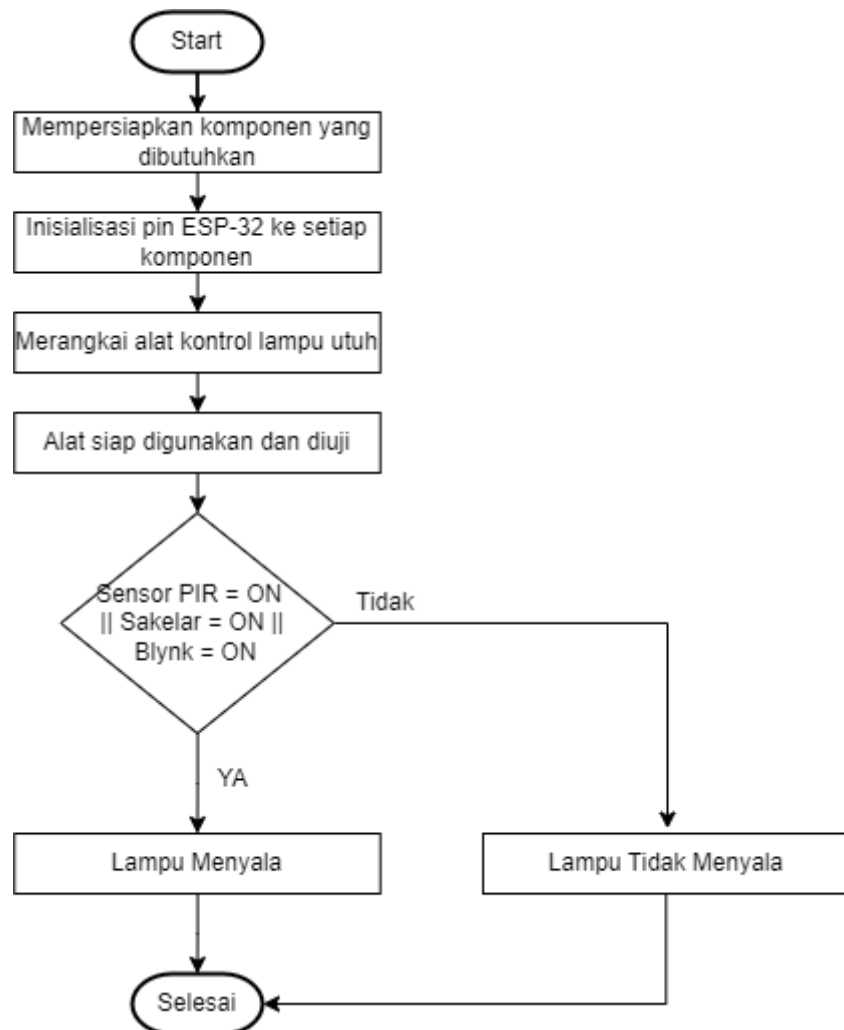 Start
Mempersiapkan komponen yang
dibutuhkan
Inisialisasi pin ESP-32 ke setiap
komponen
Merangkai alat kontrol lampu utuh
Alat siap digunakan dan diuji
Sensor PIR = ON
|| Sakelar = ON ||
Blynk = ON
Tidak
YA
Lampu Menyala
Lampu Tidak Menyala
Selesai